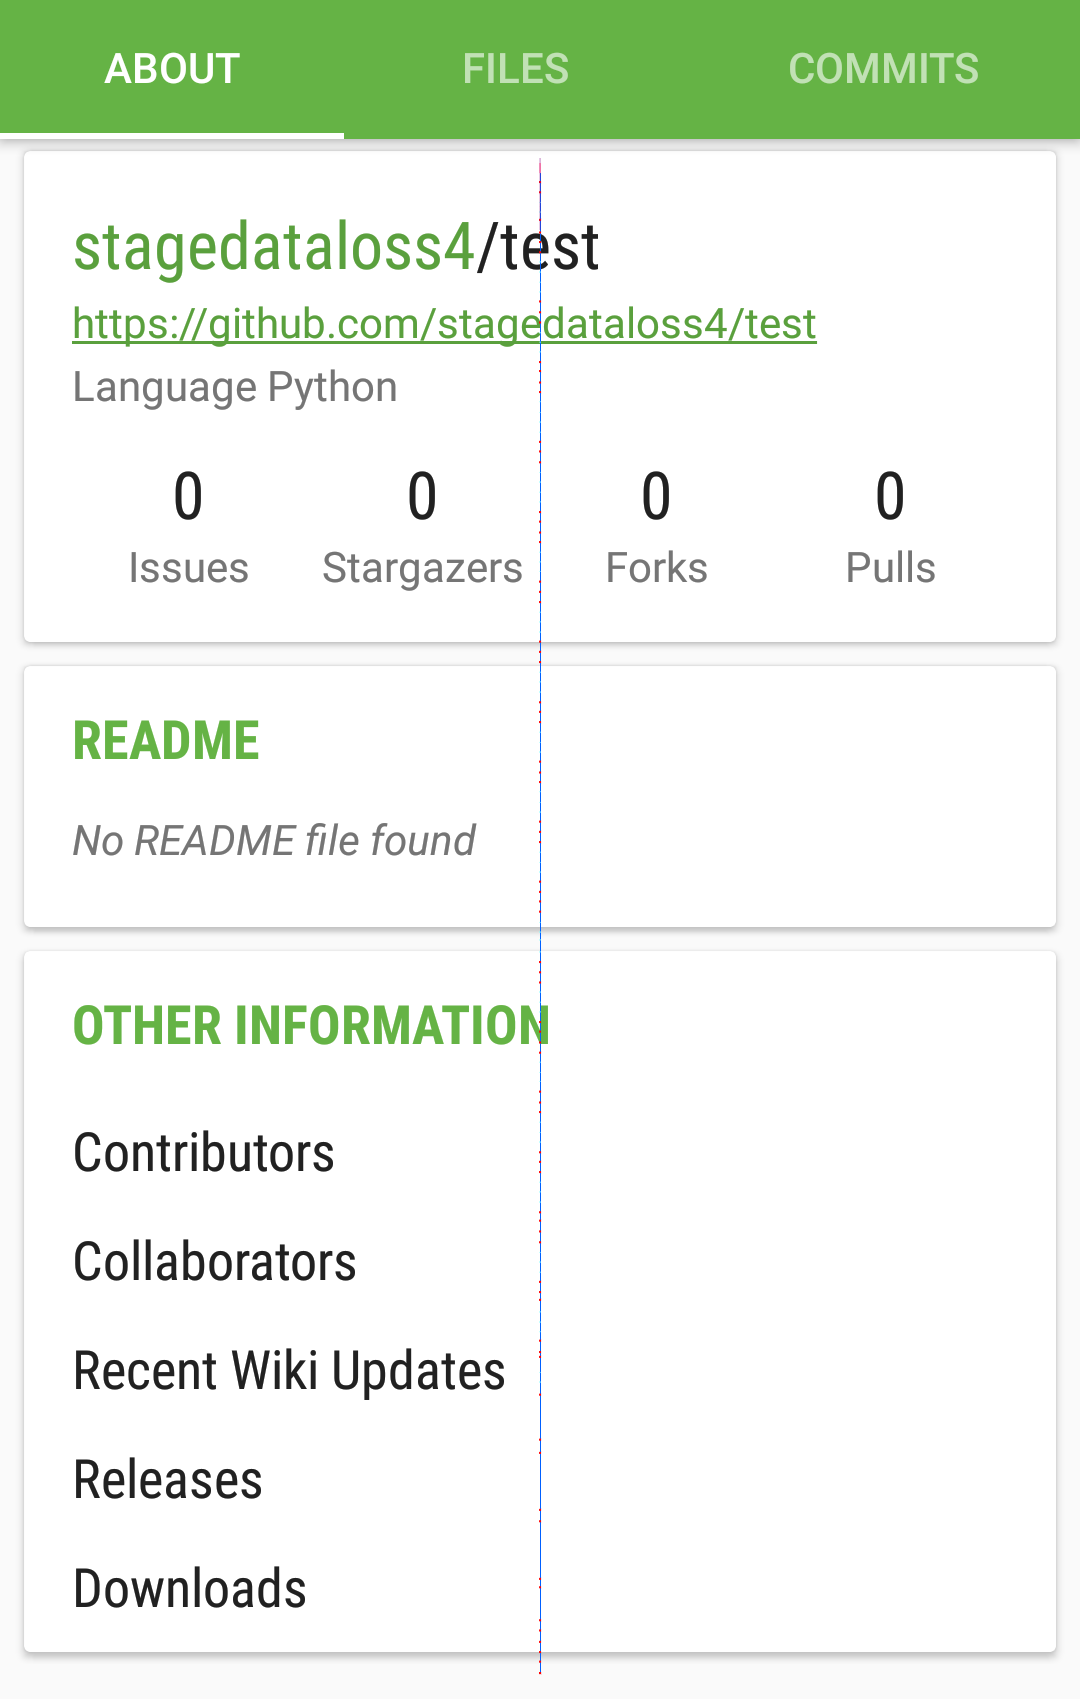 ABOUT FILES COMMITS
stagedataloss4/test
https://github.com/stagedataloss4/test
Language Python
0 0 0 0
Issues Stargazers Forks Pulls
README
No README file found
OTHER INFORMATION
Contributors
Collaborators
Recent Wiki Updates
Releases
Downloads